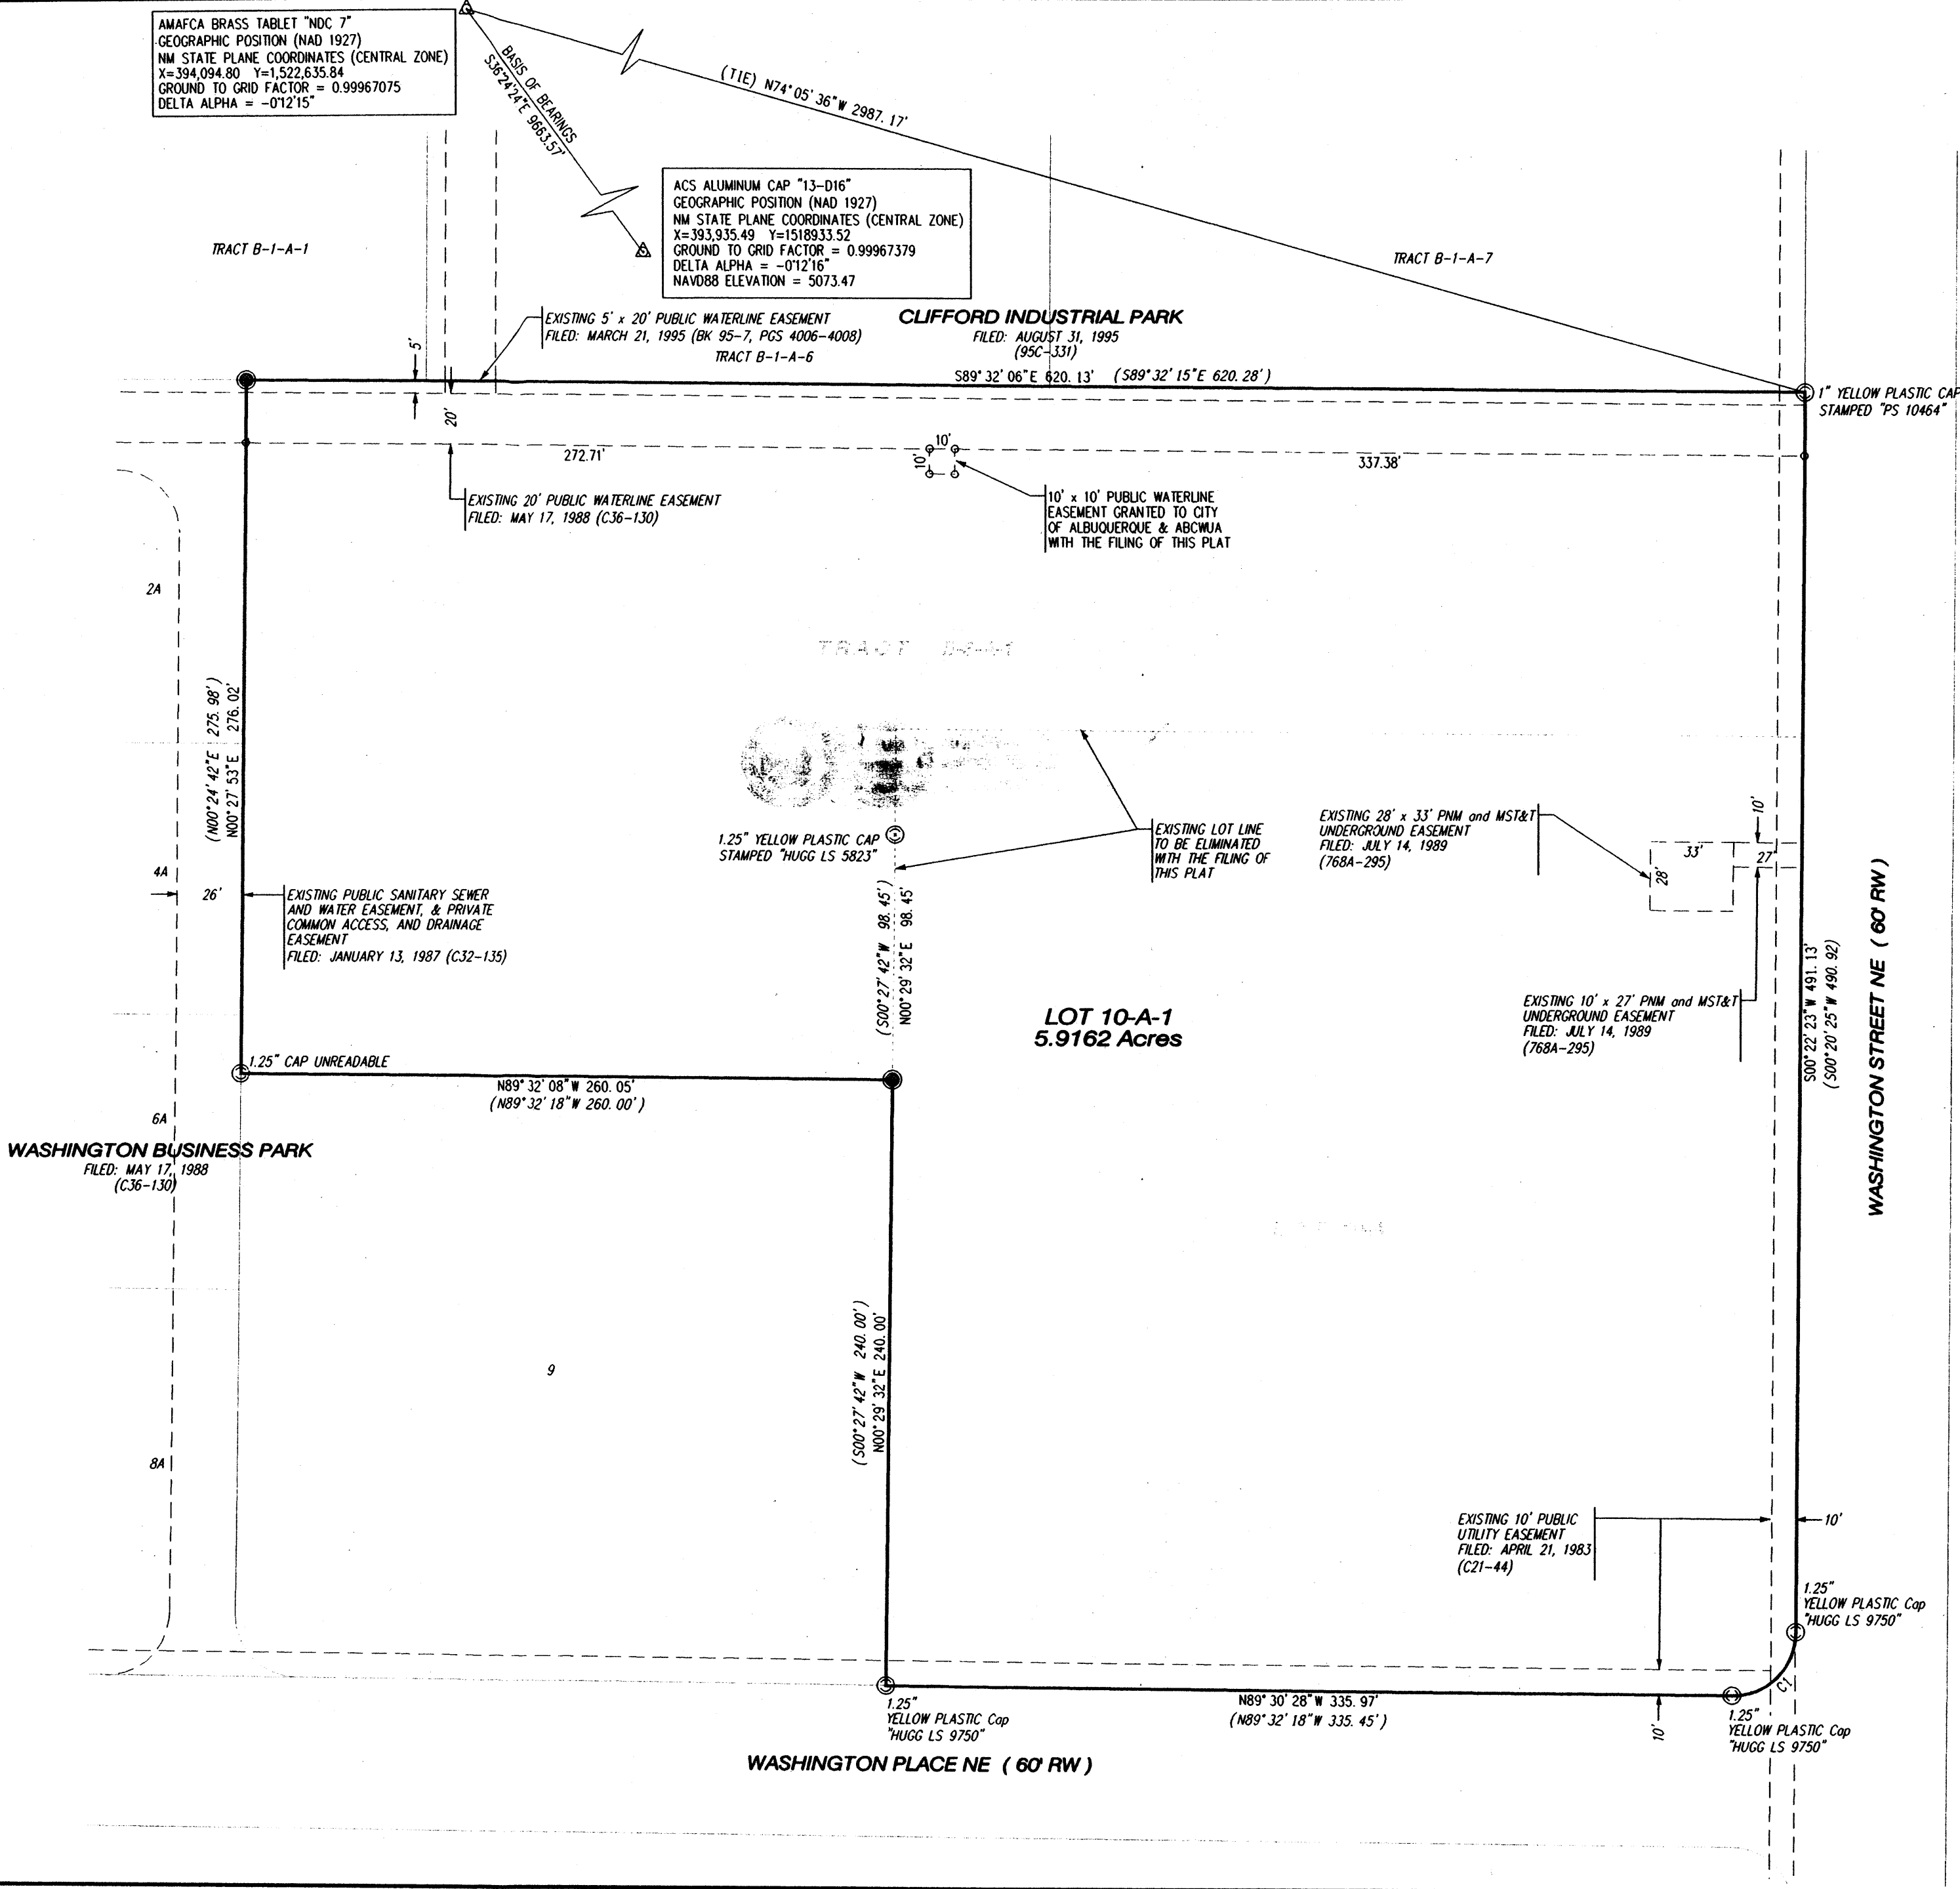 AMAFCA BRASS TABLET "NDC 7"
GEOGRAPHIC POSITION (NAD 1927)
NM STATE PLANE COORDINATES (CENTRAL ZONE)
X=394,094.80 Y=1,522,635.84
GROUND TO GRID FACTOR = 0.99967075
DELTA ALPHA = -0°12'15"
BASIS OF BEARINGS
S36°24'24"E 9663.57'
(TIE) N74°05'36"W 2987.17'
ACS ALUMINUM CAP "13-D16"
GEOGRAPHIC POSITION (NAD 1927)
NM STATE PLANE COORDINATES (CENTRAL ZONE)
X=393,935.49 Y=1518933.52
GROUND TO GRID FACTOR = 0.99967379
DELTA ALPHA = -0°12'16"
NAVD88 ELEVATION = 5073.47
TRACT B-1-A-1
TRACT B-1-A-7
EXISTING 5' x 20' PUBLIC WATERLINE EASEMENT
FILED: MARCH 21, 1995 (BK 95-7, PGS 4006-4008)
TRACT B-1-A-6
CLIFFORD INDUSTRIAL PARK
FILED: AUGUST 31, 1995
(95C-331)
5'
S89°32'06"E 620.13' (S89°32'15"E 620.28')
1" YELLOW PLASTIC CAP
STAMPED "PS 10464"
20'
272.71'
10'
10'
337.38'
EXISTING 20' PUBLIC WATERLINE EASEMENT
FILED: MAY 17, 1988 (C36-130)
10' x 10' PUBLIC WATERLINE
EASEMENT GRANTED TO CITY
OF ALBUQUERQUE & ABCWUA
WITH THE FILING OF THIS PLAT
2A
TRACT
(N00°24'42"E 275.98')
N00°27'53"E 276.02'
1.25" YELLOW PLASTIC CAP
STAMPED "HUGG LS 5823"
EXISTING LOT LINE
TO BE ELIMINATED
WITH THE FILING OF
THIS PLAT
EXISTING 28' x 33' PNM and MST&T
UNDERGROUND EASEMENT
FILED: JULY 14, 1989
(768A-295)
10'
33'
27'
28'
4A
26'
EXISTING PUBLIC SANITARY SEWER
AND WATER EASEMENT, & PRIVATE
COMMON ACCESS, AND DRAINAGE
EASEMENT
FILED: JANUARY 13, 1987 (C32-135)
(S00°27'42"W 98.45')
N00°29'32"E 98.45'
LOT 10-A-1
5.9162 Acres
EXISTING 10' x 27' PNM and MST&T
UNDERGROUND EASEMENT
FILED: JULY 14, 1989
(768A-295)
S00°22'23"W 491.13'
(S00°20'25"W 490.92)
WASHINGTON STREET NE ( 60' RW )
1.25" CAP UNREADABLE
N89°32'08"W 260.05'
(N89°32'18"W 260.00')
6A
WASHINGTON BUSINESS PARK
FILED: MAY 17, 1988
(C36-130)
(S00°27'42"W 240.00')
N00°29'32"E 240.00'
9
8A
EXISTING 10' PUBLIC
UTILITY EASEMENT
FILED: APRIL 21, 1983
(C21-44)
10'
1.25"
YELLOW PLASTIC Cap
"HUGG LS 9750"
C1
1.25"
YELLOW PLASTIC Cap
"HUGG LS 9750"
N89°30'28"W 335.97'
(N89°32'18"W 335.45')
10'
1.25"
YELLOW PLASTIC Cap
"HUGG LS 9750"
WASHINGTON PLACE NE ( 60' RW )